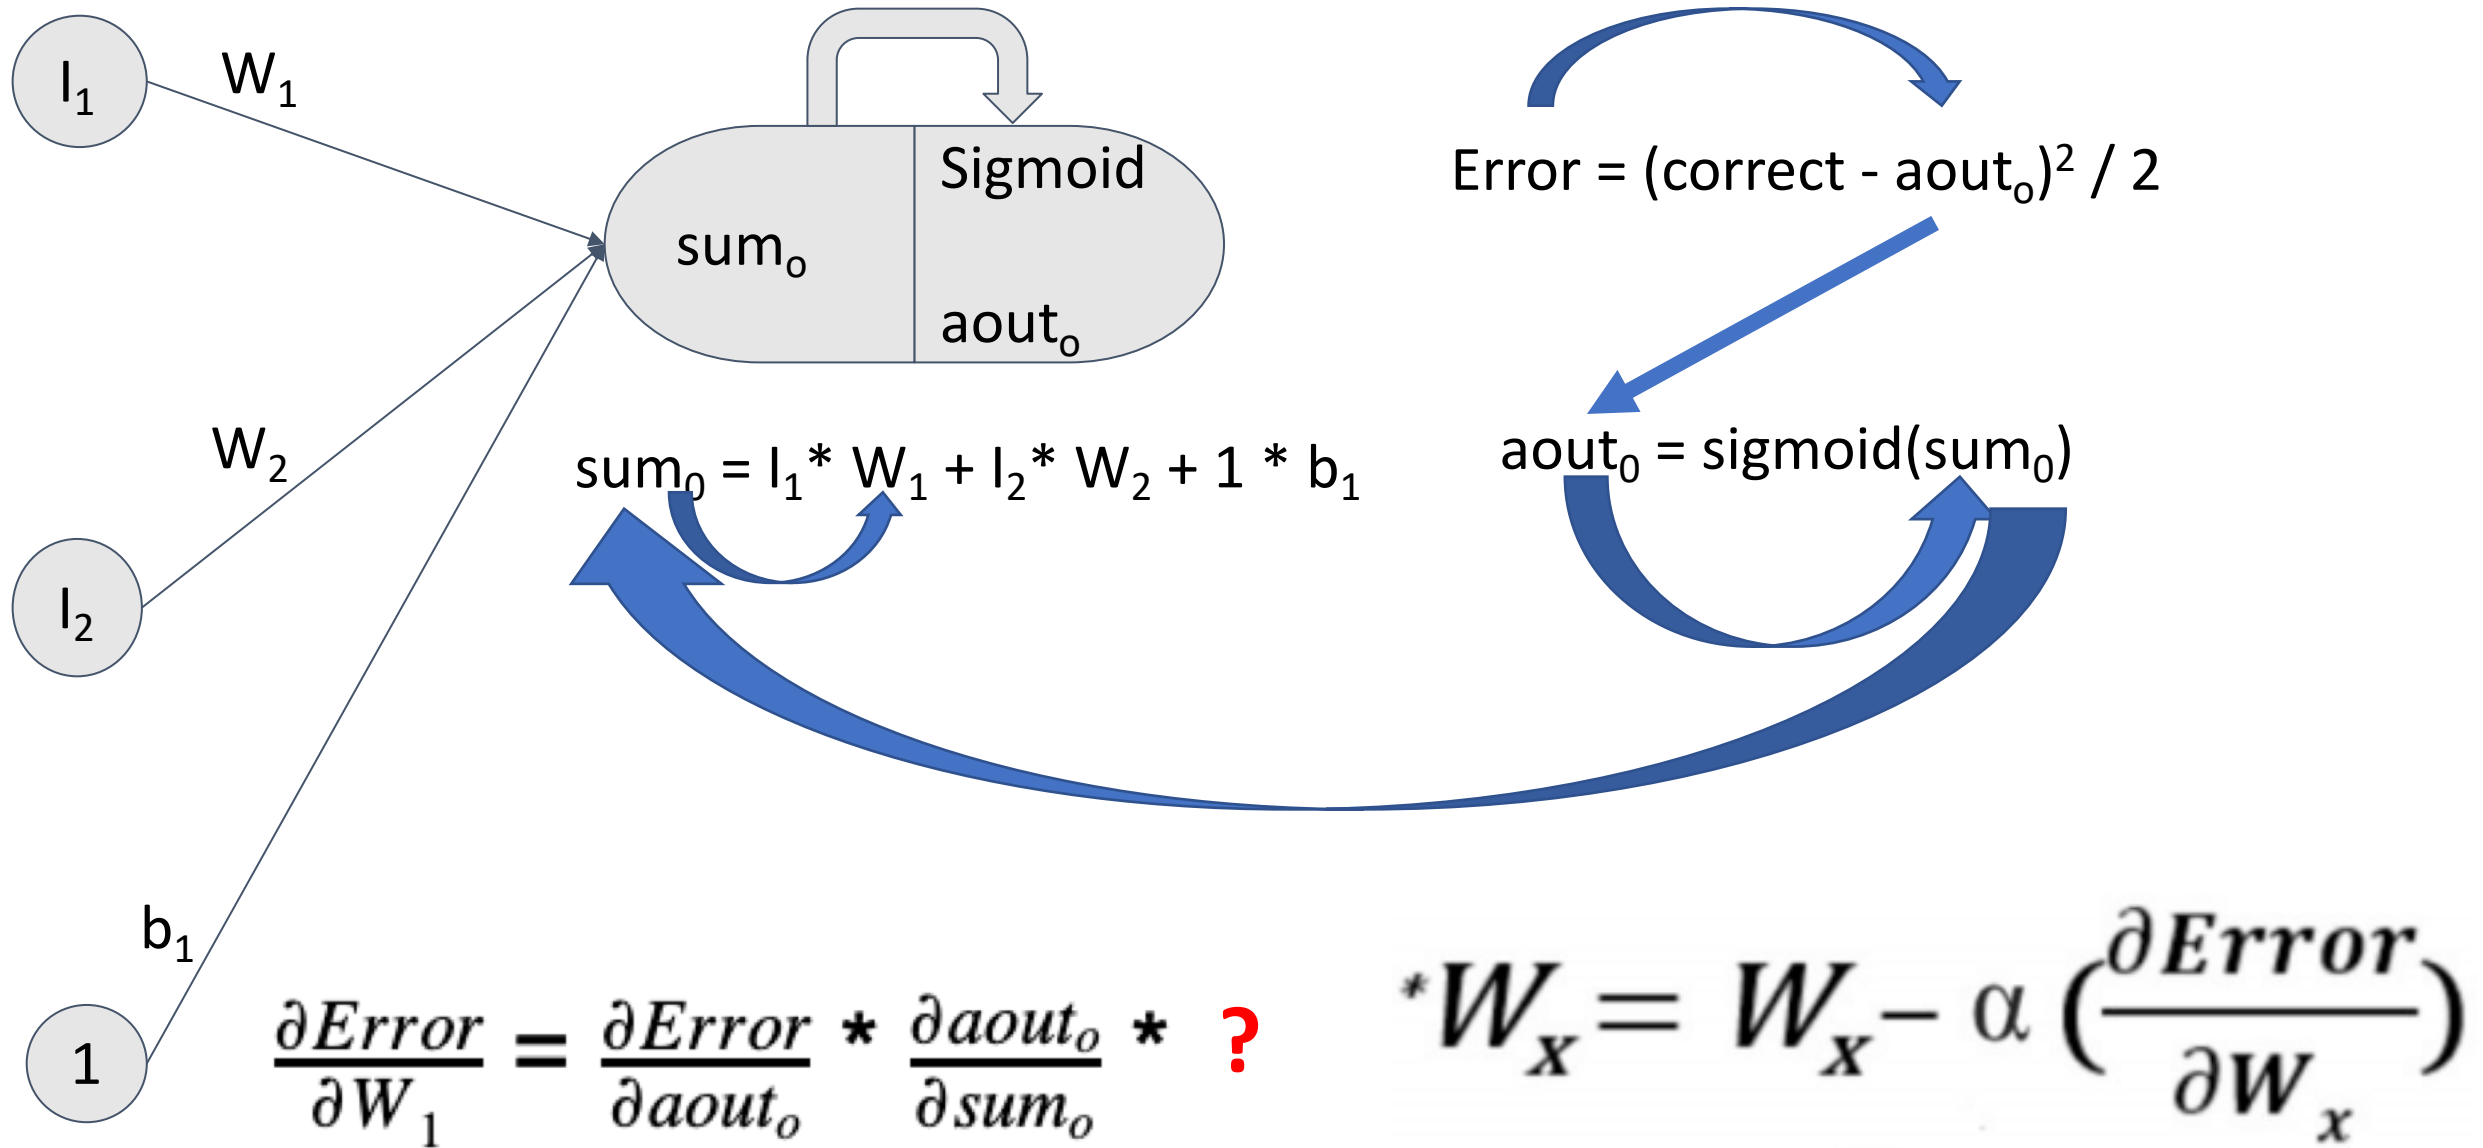 I₁
W₁
Sigmoid
sumₒ
aoutₒ
Error = (correct - aoutₒ)² / 2
W₂
sum₀ = I₁* W₁ + I₂* W₂ + 1 * b₁
aout₀ = sigmoid(sum₀)
I₂
b₁
1
∂Error/∂W₁ = ∂Error/∂aoutₒ * ∂aoutₒ/∂sumₒ * ?
*Wₓ = Wₓ - α (∂Error/∂Wₓ)